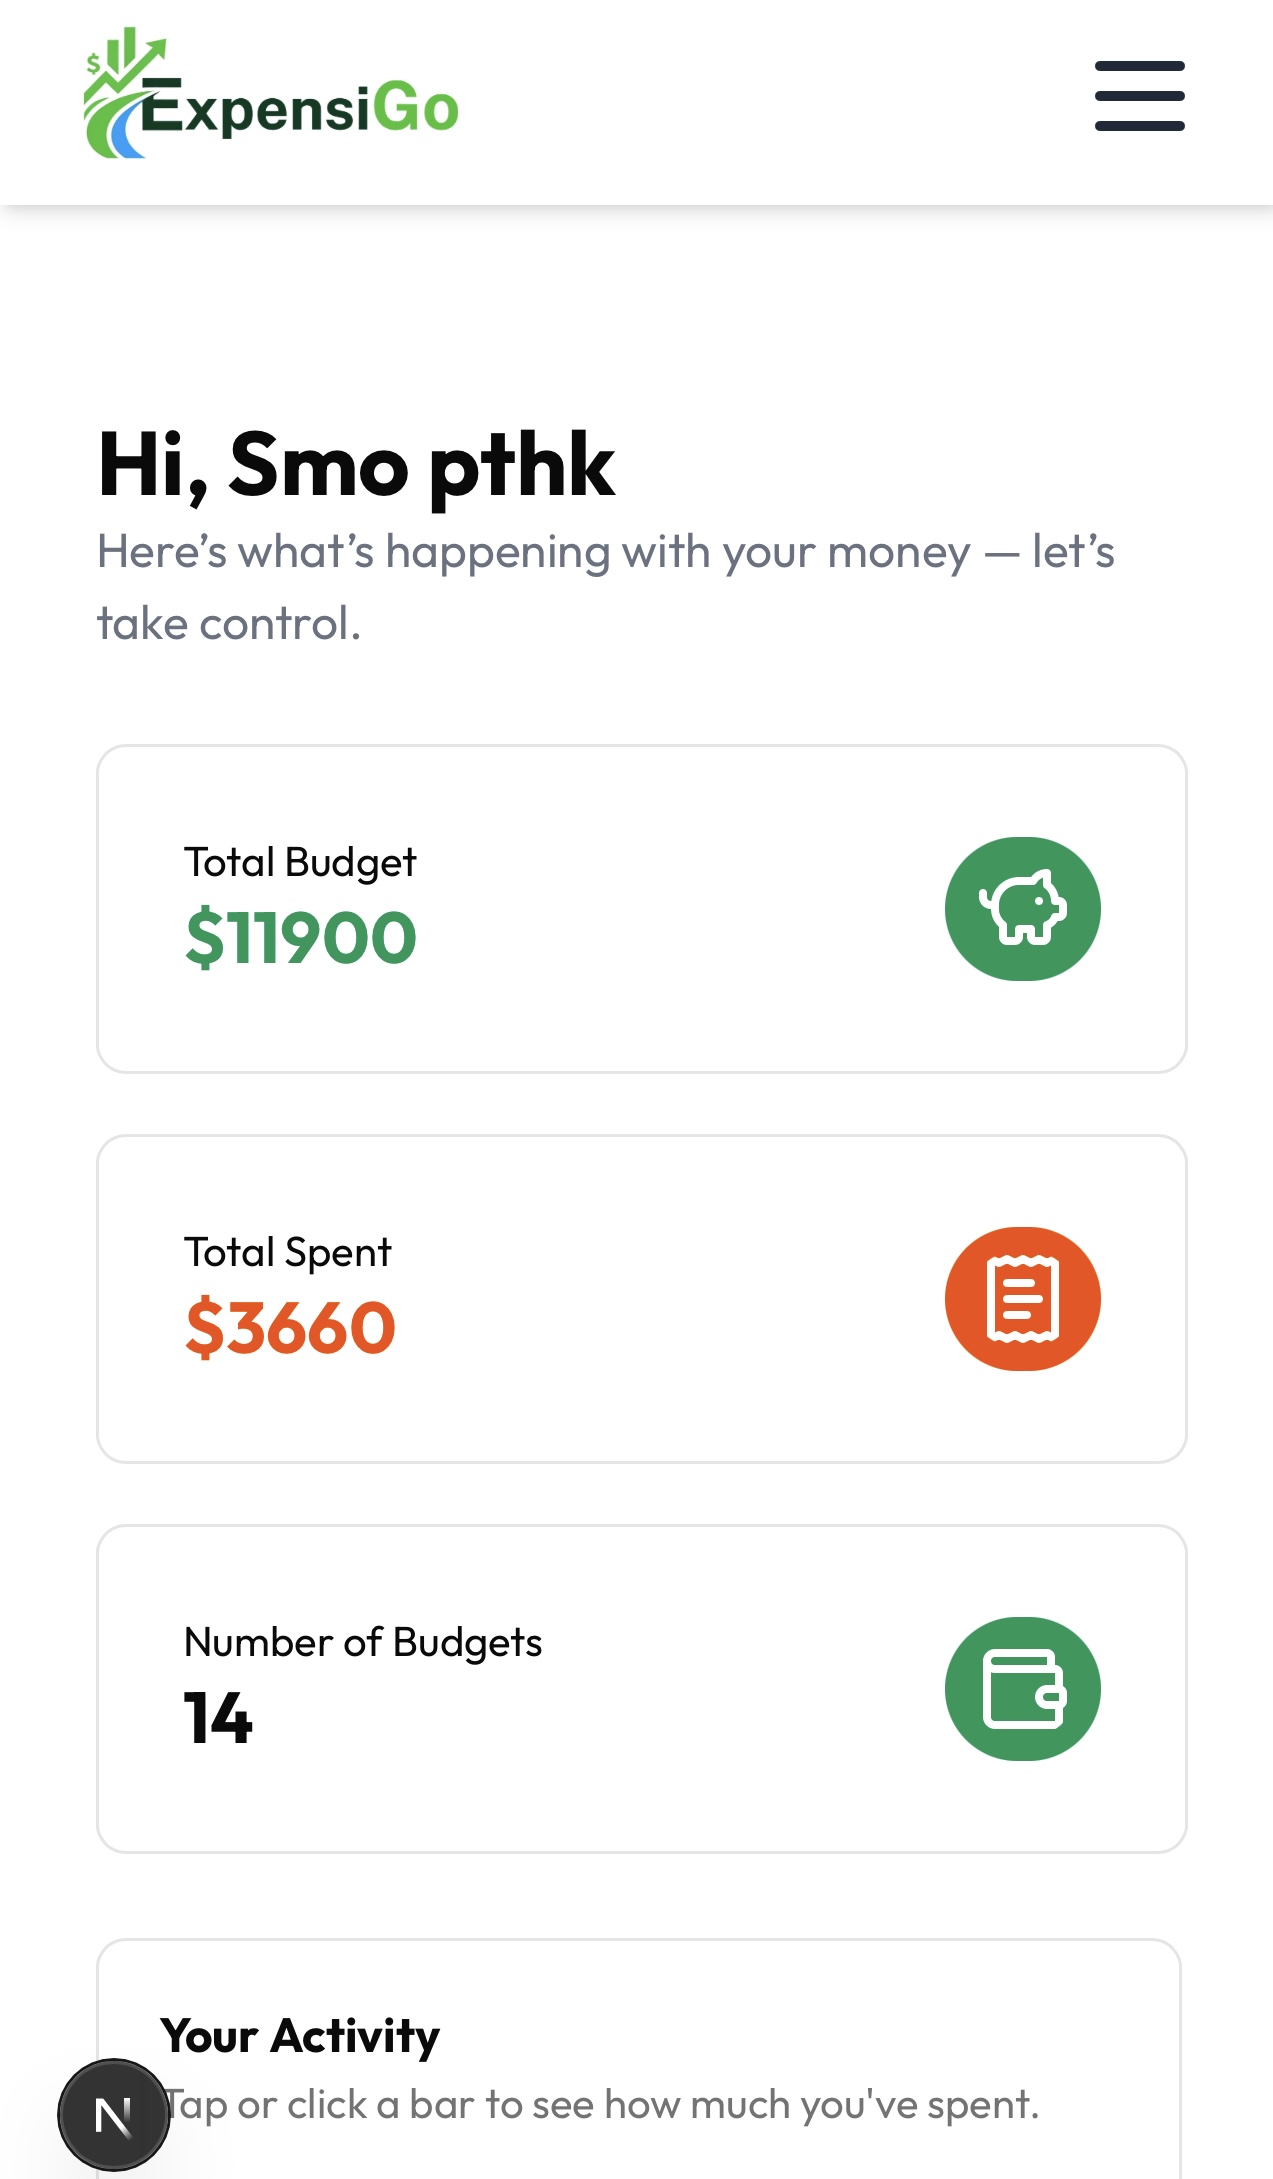 $
ExpensiGo
Hi, Smo pthk
Here’s what’s happening with your money — let’s
take control.
Total Budget
$11900
Total Spent
$3660
Number of Budgets
14
Your Activity
Tap or click a bar to see how much you've spent.
N